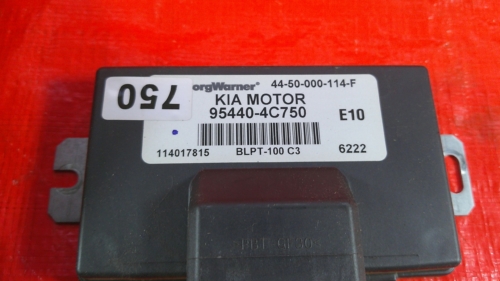 orgWarner 44-50-000-114-F
750
KIA MOTOR
95440-4C750
E10
114017815 BLPT-100 C3 6222